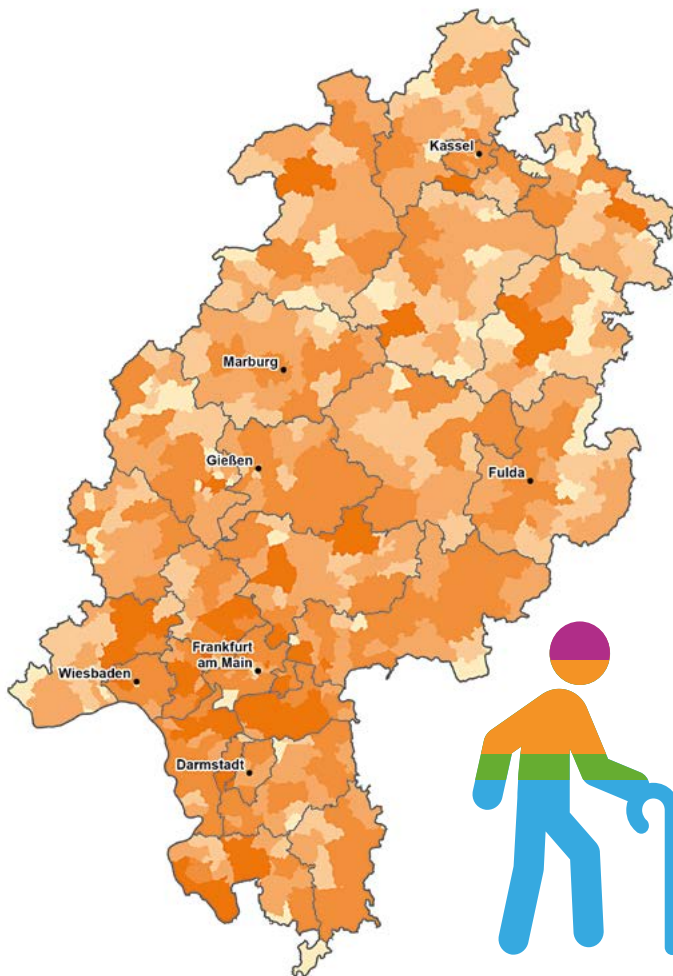 Kassel
Marburg
Gießen
Fulda
Frankfurt
am Main
Wiesbaden
Darmstadt